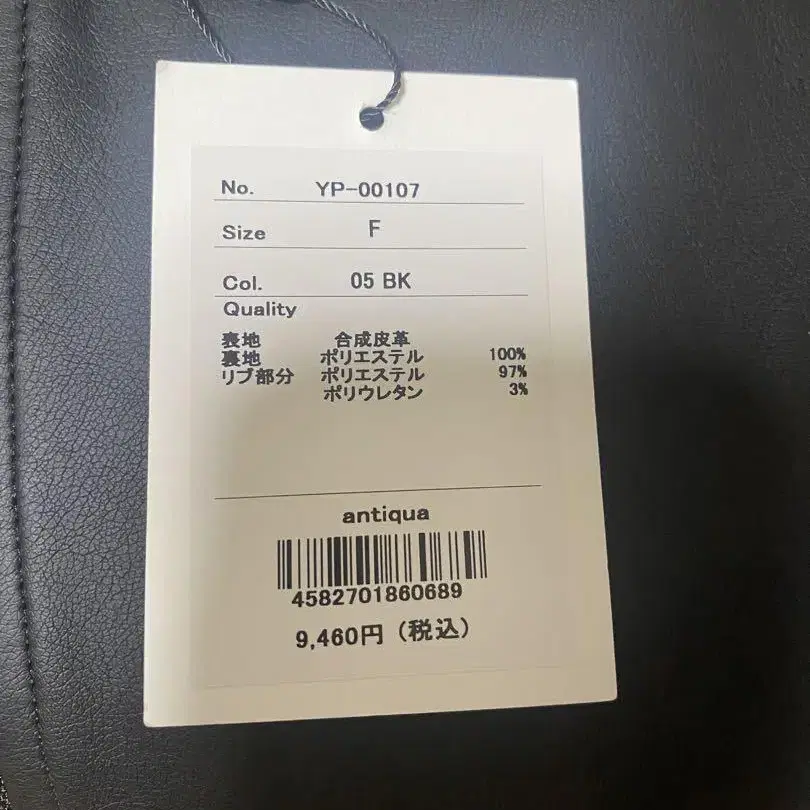 No. YP-00107
Size F
Col. 05 BK
Quality
表地 合成皮革
裏地 ポリエステル 100%
リブ部分 ポリエステル 97%
ポリウレタン 3%
antiqua
4582701860689
9,460円（税込）